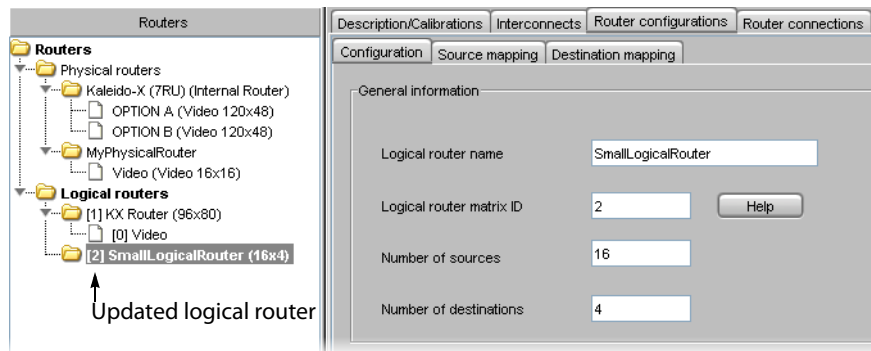 Routers
Routers
Physical routers
Kaleido-X (7RU) (Internal Router)
OPTION A (Video 120x48)
OPTION B (Video 120x48)
MyPhysicalRouter
Video (Video 16x16)
Logical routers
[1] KX Router (96x80)
[0] Video
[2] SmallLogicalRouter (16x4)
Updated logical router
Description/Calibrations Interconnects Router configurations Router connections
Configuration Source mapping Destination mapping
General information
Logical router name SmallLogicalRouter
Logical router matrix ID 2 Help
Number of sources 16
Number of destinations 4